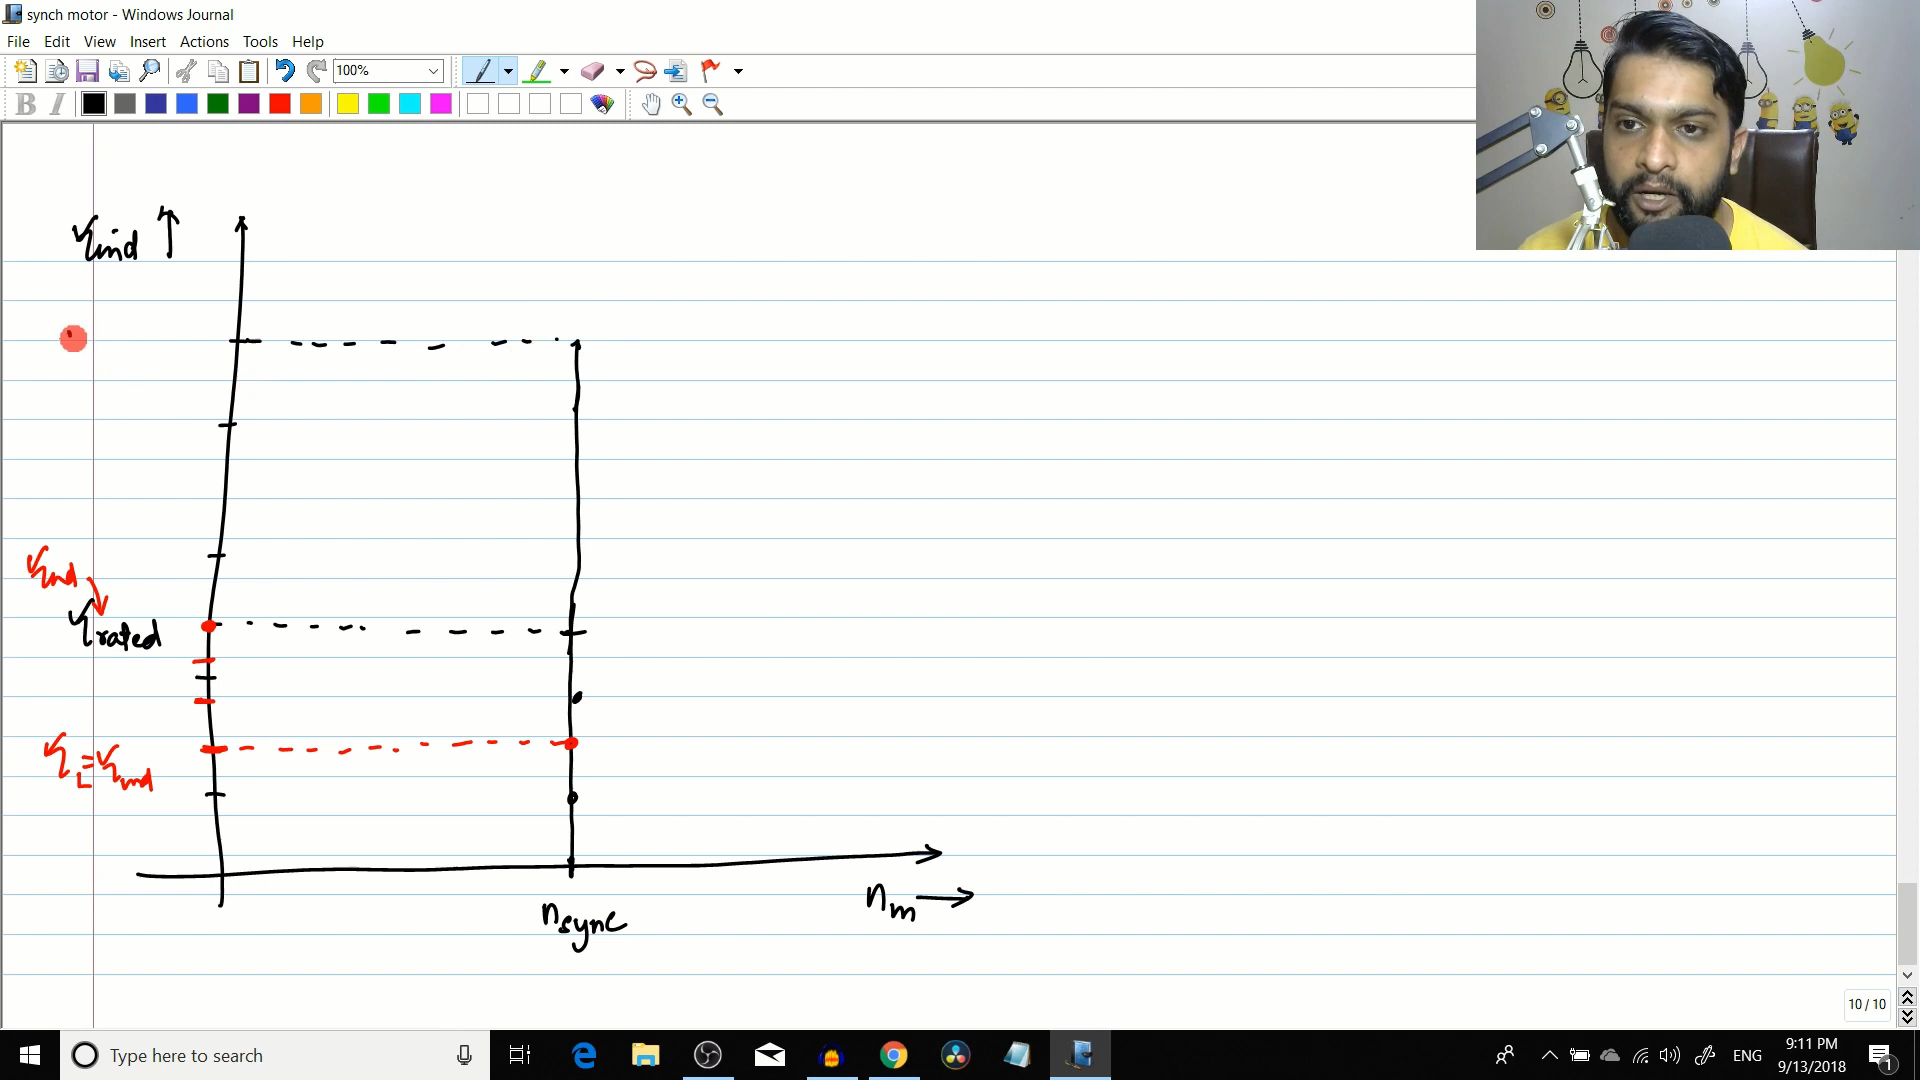 synch motor - Windows Journal
File Edit View Insert Actions Tools Help
100%
B I
τind ↑
τind
τrated
τL = τind
nsync
nm →
10 / 10
Type here to search
ENG
9:11 PM
9/13/2018
1